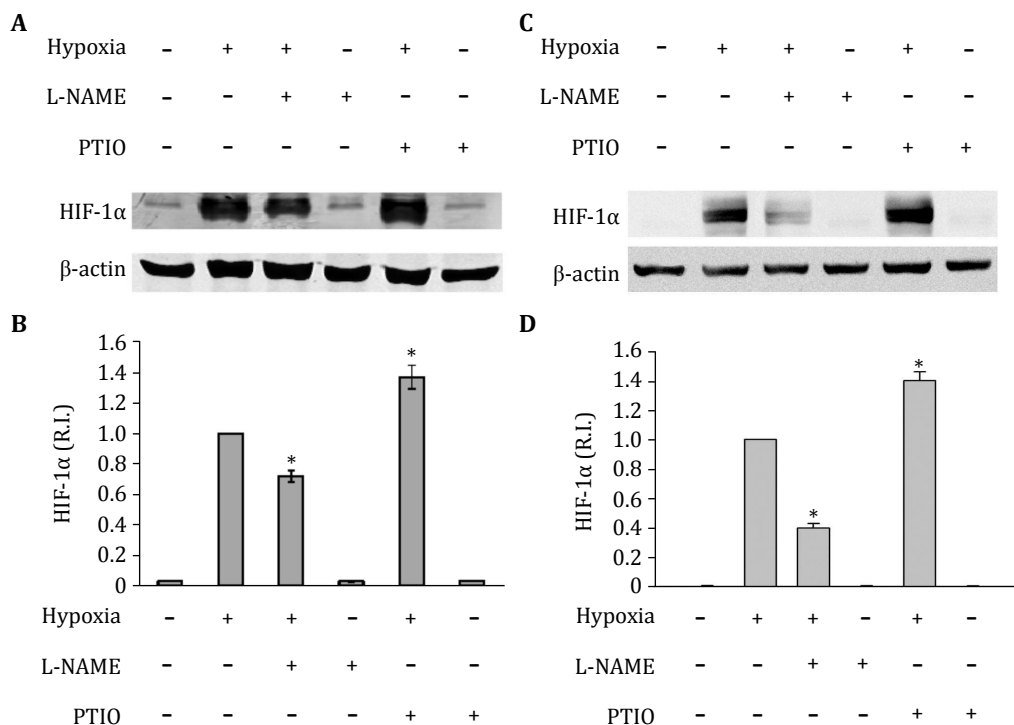 A
Hypoxia – + + – + –
L-NAME – – + + – –
PTIO – – – – + +
HIF-1α
β-actin
B
1.6
1.4
1.2
1.0
0.8
0.6
0.4
0.2
0
HIF-1α (R.I.)
* *
Hypoxia – + + – + –
L-NAME – – + + – –
PTIO – – – – + +
C
Hypoxia – + + – + –
L-NAME – – + + – –
PTIO – – – – + +
HIF-1α
β-actin
D
1.6
1.4
1.2
1.0
0.8
0.6
0.4
0.2
0
HIF-1α (R.I.)
* *
Hypoxia – + + – + –
L-NAME – – + + – –
PTIO – – – – + +